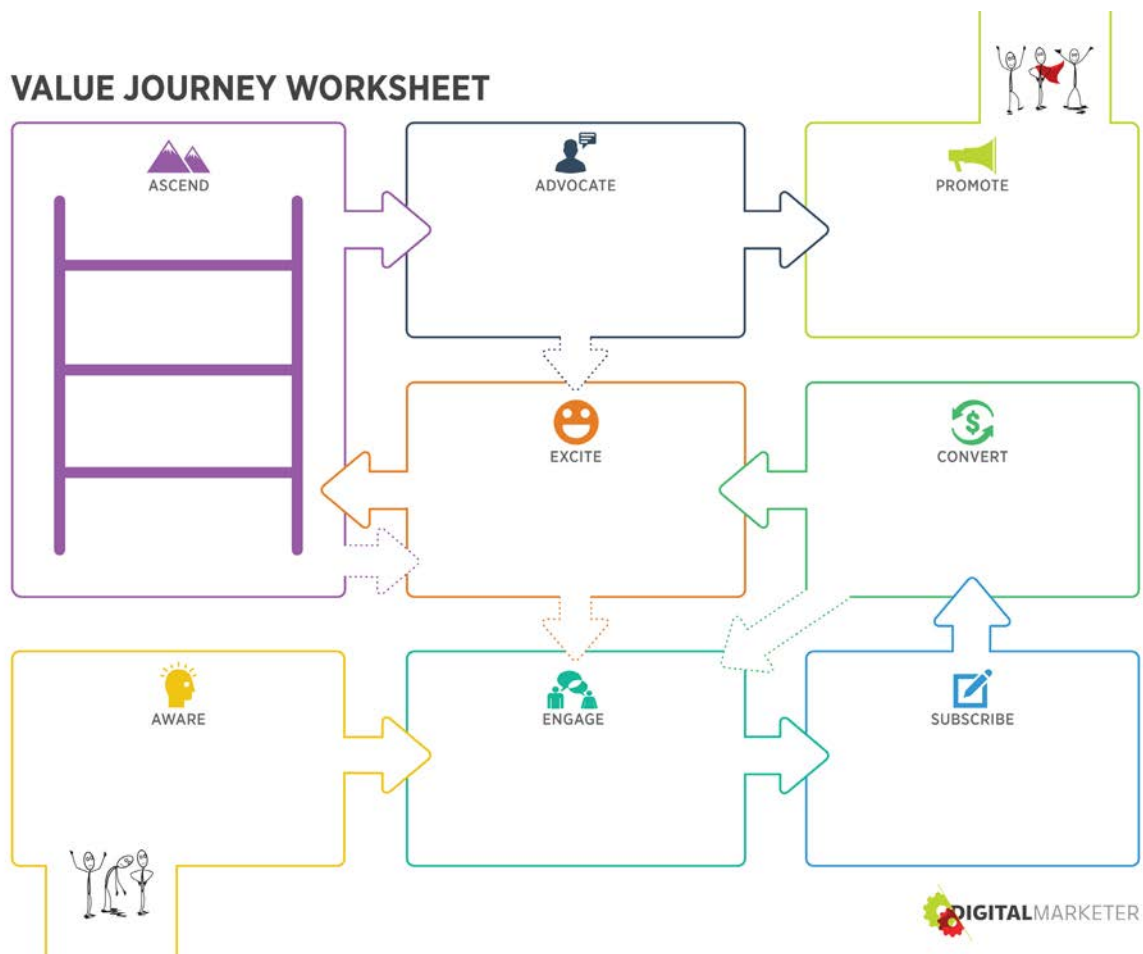 VALUE JOURNEY WORKSHEET
ASCEND
ADVOCATE
PROMOTE
EXCITE
$
CONVERT
AWARE
ENGAGE
SUBSCRIBE
DIGITALMARKETER